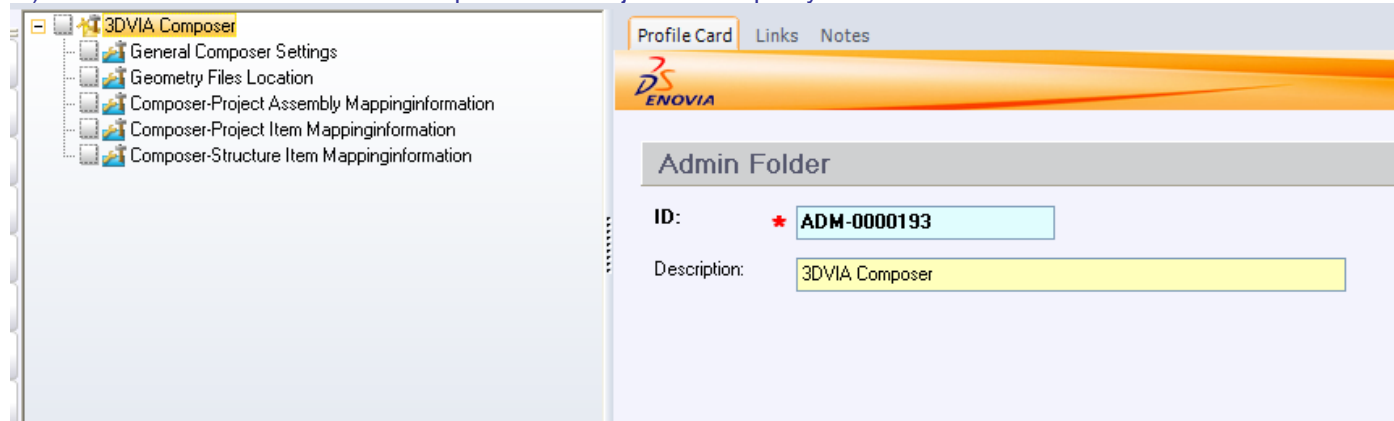 3DVIA Composer
General Composer Settings
Geometry Files Location
Composer-Project Assembly Mappinginformation
Composer-Project Item Mappinginformation
Composer-Structure Item Mappinginformation
Profile Card Links Notes
DS
ENOVIA
Admin Folder
ID: * ADM-0000193
Description: 3DVIA Composer